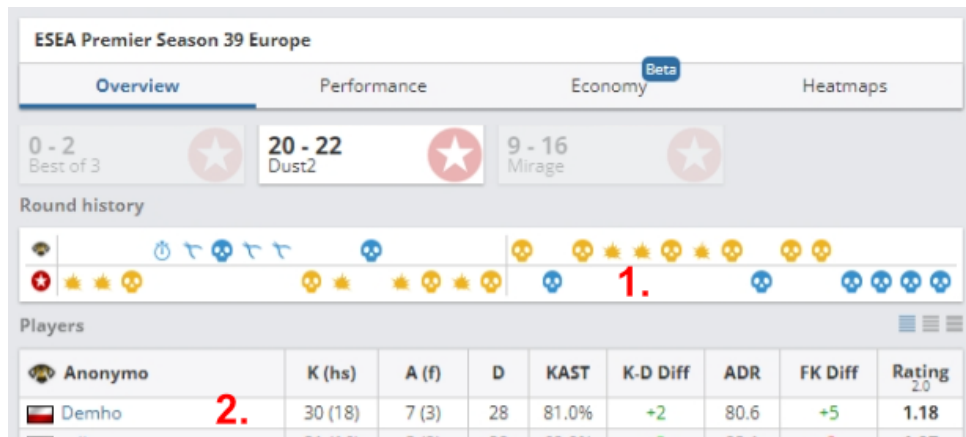 ESEA Premier Season 39 Europe
Beta
Overview Performance Economy Heatmaps
0 - 2 20 - 22 9 - 16
Best of 3 Dust2 Mirage
Round history
1.
Players
Anonymo K (hs) A (f) D KAST K-D Diff ADR FK Diff Rating
2.0
Demho 2. 30 (18) 7 (3) 28 81.0% +2 80.6 +5 1.18